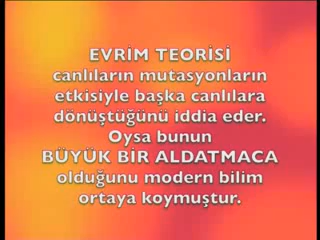 EVRİM TEORİSİ
canlıların mutasyonların
etkisiyle başka canlılara
dönüştüğünü iddia eder.
Oysa bunun
BÜYÜK BİR ALDATMACA
olduğunu modern bilim
ortaya koymuştur.